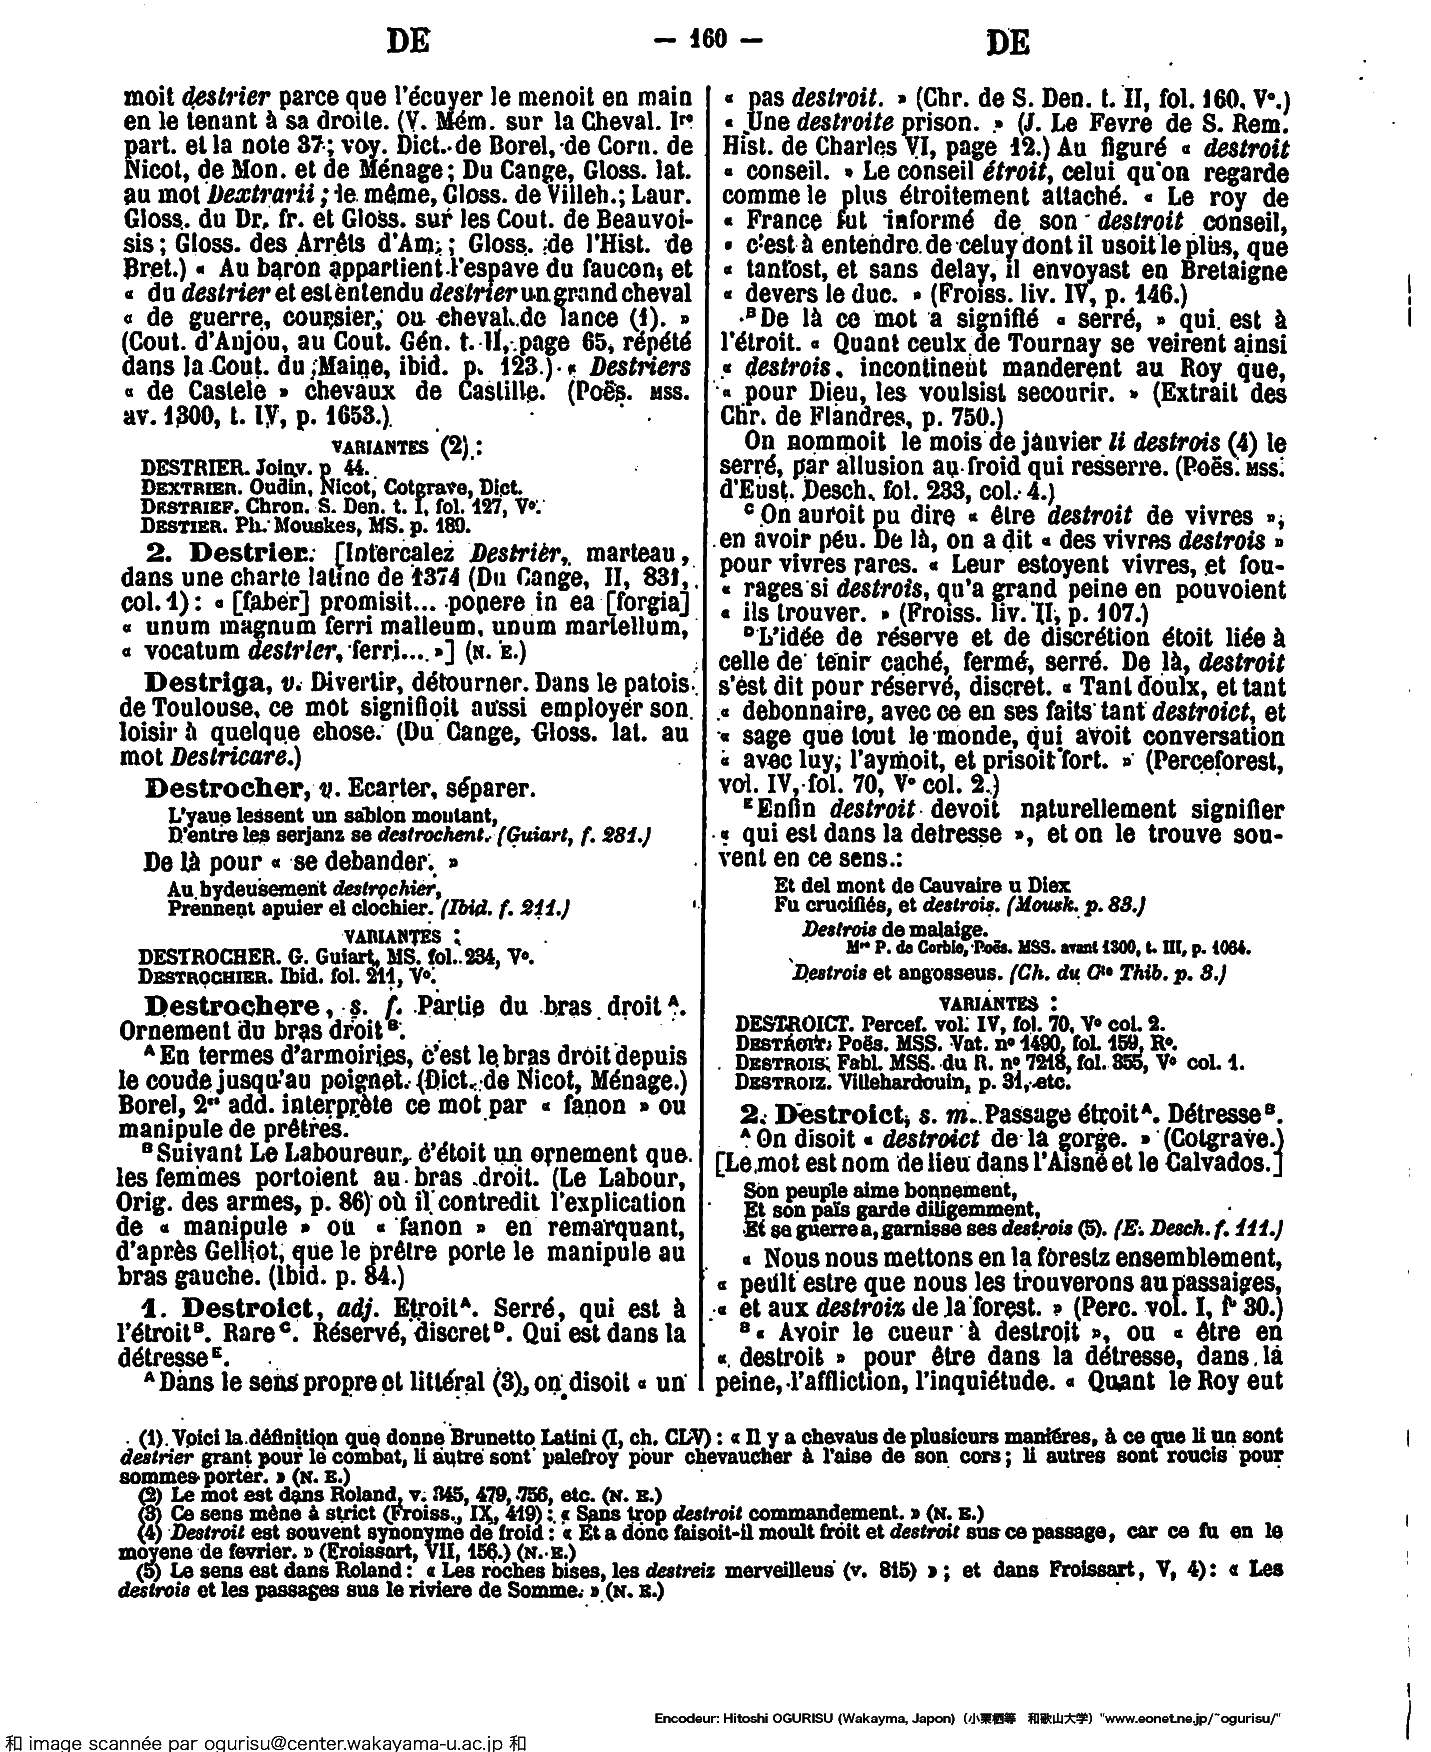 DE — 160 — DE
moit destrier parce que l'écuyer le menoit en main
en le tenant à sa droite. (V. Mém. sur la Cheval. Ire
part. et la note 37; voy. Dict. de Borel, de Corn. de
Nicot, de Mon. et de Ménage; Du Cange, Gloss. lat.
au mot Dextrarii; le même, Gloss. de Villeh.; Laur.
Gloss. du Dr. fr. et Gloss. sur les Cout. de Beauvoi-
sis; Gloss. des Arrêts d'Am.; Gloss. de l'Hist. de
Bret.) « Au baron appartient l'espave du faucon, et
« du destrier et est entendu destrier un grand cheval
« de guerre, coursier, ou cheval de lance (1). »
(Cout. d'Anjou, au Cout. Gén. t. II, page 65, répété
dans la Cout. du Maine, ibid. p. 123.) « Destriers
« de Castele » chevaux de Castille. (Poës. MSS.
av. 1300, t. IV, p. 1653.)
VARIANTES (2) :
DESTRIER. Joinv. p. 44.
DEXTRIER. Oudin, Nicot, Cotgrave, Dict.
DESTRIEF. Chron. S. Den. t. I, fol. 127, Vº.
DESTIER. Ph. Mouskes, MS. p. 189.
2. Destrier. [Intercalez Destrièr, marteau,
dans une charte latine de 1374 (Du Cange, II, 831,
col. 1) : « [faber] promisit... ponere in ea [forgia]
« unum magnum ferri malleum, unum martellum,
« vocatum destrier, ferri... »] (N. E.)
Destriga, v. Divertir, détourner. Dans le patois
de Toulouse, ce mot signifioit aussi employer son
loisir à quelque chose. (Du Cange, Gloss. lat. au
mot Destricare.)
Destrocher, v. Ecarter, séparer.
L'yaue lessent un sablon moutant,
D'entre les serjanz se destrochent. (Guiart, f. 281.)
De là pour « se debander. »
Au hydeusement destrochier,
Prennent apuier el clochier. (Ibid. f. 211.)
VARIANTES :
DESTROCHER. G. Guiart, MS. fol. 234, Vº.
DESTROCHIER. Ibid. fol. 211, Vº.
Destrochere, s. f. Partie du bras droit A.
Ornement du bras droit B.
A En termes d'armoiries, c'est le bras droit depuis
le coude jusqu'au poignet. (Dict. de Nicot, Ménage.)
Borel, 2es add. interprète ce mot par « fanon » ou
manipule de prêtres.
B Suivant Le Laboureur, c'étoit un ornement que
les femmes portoient au bras droit. (Le Labour,
Orig. des armes, p. 86) où il contredit l'explication
de « manipule » ou « fanon » en remarquant,
d'après Gelliot, que le prêtre porte le manipule au
bras gauche. (Ibid. p. 84.)
1. Destroict, adj. Etroit A. Serré, qui est à
l'étroit B. Rare C. Réservé, discret D. Qui est dans la
détresse E.
A Dans le sens propre et littéral (3), on disoit « un
« pas destroit. » (Chr. de S. Den. t. II, fol. 160, Vº.)
« Une destroite prison. » (J. Le Fevre de S. Rem.
Hist. de Charles VI, page 12.) Au figuré « destroit
« conseil. » Le conseil étroit, celui qu'on regarde
comme le plus étroitement attaché. « Le roy de
« France fut informé de son destroit conseil,
« c'est à entendre de celuy dont il usoit le plus, que
« tantost, et sans delay, il envoyast en Bretaigne
« devers le duc. » (Froiss. liv. IV, p. 146.)
B De là ce mot a signifié « serré, » qui est à
l'étroit. « Quant ceulx de Tournay se veirent ainsi
« destrois, incontinent manderent au Roy que,
« pour Dieu, les voulsist secourir. » (Extrait des
Chr. de Flandres, p. 750.)
On nommoit le mois de janvier li destrois (4) le
serré, par allusion au froid qui resserre. (Poës. MSS.
d'Eust. Desch. fol. 233, col. 4.)
C On auroit pu dire « être destroit de vivres »,
en avoir péu. De là, on a dit « des vivres destrois »
pour vivres rares. « Leur estoyent vivres, et fou-
« rages si destrois, qu'a grand peine en pouvoient
« ils trouver. » (Froiss. liv. II, p. 107.)
D L'idée de réserve et de discrétion étoit liée à
celle de tenir caché, fermé, serré. De là, destroit
s'est dit pour réservé, discret. « Tant doulx, et tant
« debonnaire, avec ce en ses faits tant destroict, et
« sage que tout le monde, qui avoit conversation
« avec luy, l'aymoit, et prisoit fort. » (Perceforest,
vol. IV, fol. 70, Vº col. 2.)
E Enfin destroit devoit naturellement signifier
« qui est dans la detresse », et on le trouve sou-
vent en ce sens :
Et del mont de Cauvaire u Diex
Fu crucifiés, et destrois. (Mousk. p. 83.)
Destrois de malaige.
Mre P. de Corbie, Poës. MSS. avant 1300, t. III, p. 1064.
Destrois et angosseus. (Ch. du Cte Thib. p. 3.)
VARIANTES :
DESTROICT. Percef. vol. IV, fol. 70, Vº col. 2.
DESTROIT. Poës. MSS. Vat. nº 1490, fol. 159, Rº.
DESTROIS. Fabl. MSS. du R. nº 7218, fol. 355, Vº col. 1.
DESTROIZ. Villehardouin, p. 31, etc.
2. Destroict, s. m. Passage étroit A. Détresse B.
A On disoit « destroict de la gorge. » (Cotgrave.)
[Le mot est nom de lieu dans l'Aisne et le Calvados.]
Son peuple aime bonnement,
Et son païs garde diligemment,
Et se guerre a, garnisse ses destrois (5). (E. Desch. f. 111.)
« Nous nous mettons en la forestz ensemblement,
« peült estre que nous les trouverons au passaiges,
« et aux destroiz de la forest. » (Perc. vol. I, fº 30.)
B « Avoir le cueur à destroit », ou « être en
« destroit » pour être dans la détresse, dans la
peine, l'affliction, l'inquiétude. « Quant le Roy eut
(1) Voici la définition que donne Brunetto Latini (I, ch. CLV) : « Il y a chevaus de plusieurs maniéres, à ce que li un sont
destrier grant pour le combat, li autre sont palefroy pour chevaucher à l'aise de son cors; li autres sont roucis pour
sommes porter. » (N. E.)
(2) Le mot est dans Roland, v. 345, 479, 756, etc. (N. E.)
(3) Ce sens mène à strict (Froiss., IX, 419) : « Sans trop destroit commandement. » (N. E.)
(4) Destroit est souvent synonyme de froid : « Et a donc faisoit-il moult froit et destroit sus ce passage, car ce fu en le
moyene de fevrier. » (Froissart, VII, 156.) (N. E.)
(5) Le sens est dans Roland : « Les roches bises, les destreiz merveilleus (v. 815) » ; et dans Froissart, V, 4) : « Les
destrois et les passages sus le riviere de Somme. » (N. E.)
Encodeur: Hitoshi OGURISU (Wakayma, Japon) (小栗栖等 和歌山大学) "www.eonet.ne.jp/~ogurisu/"
和 image scannée par ogurisu@center.wakayama-u.ac.jp 和